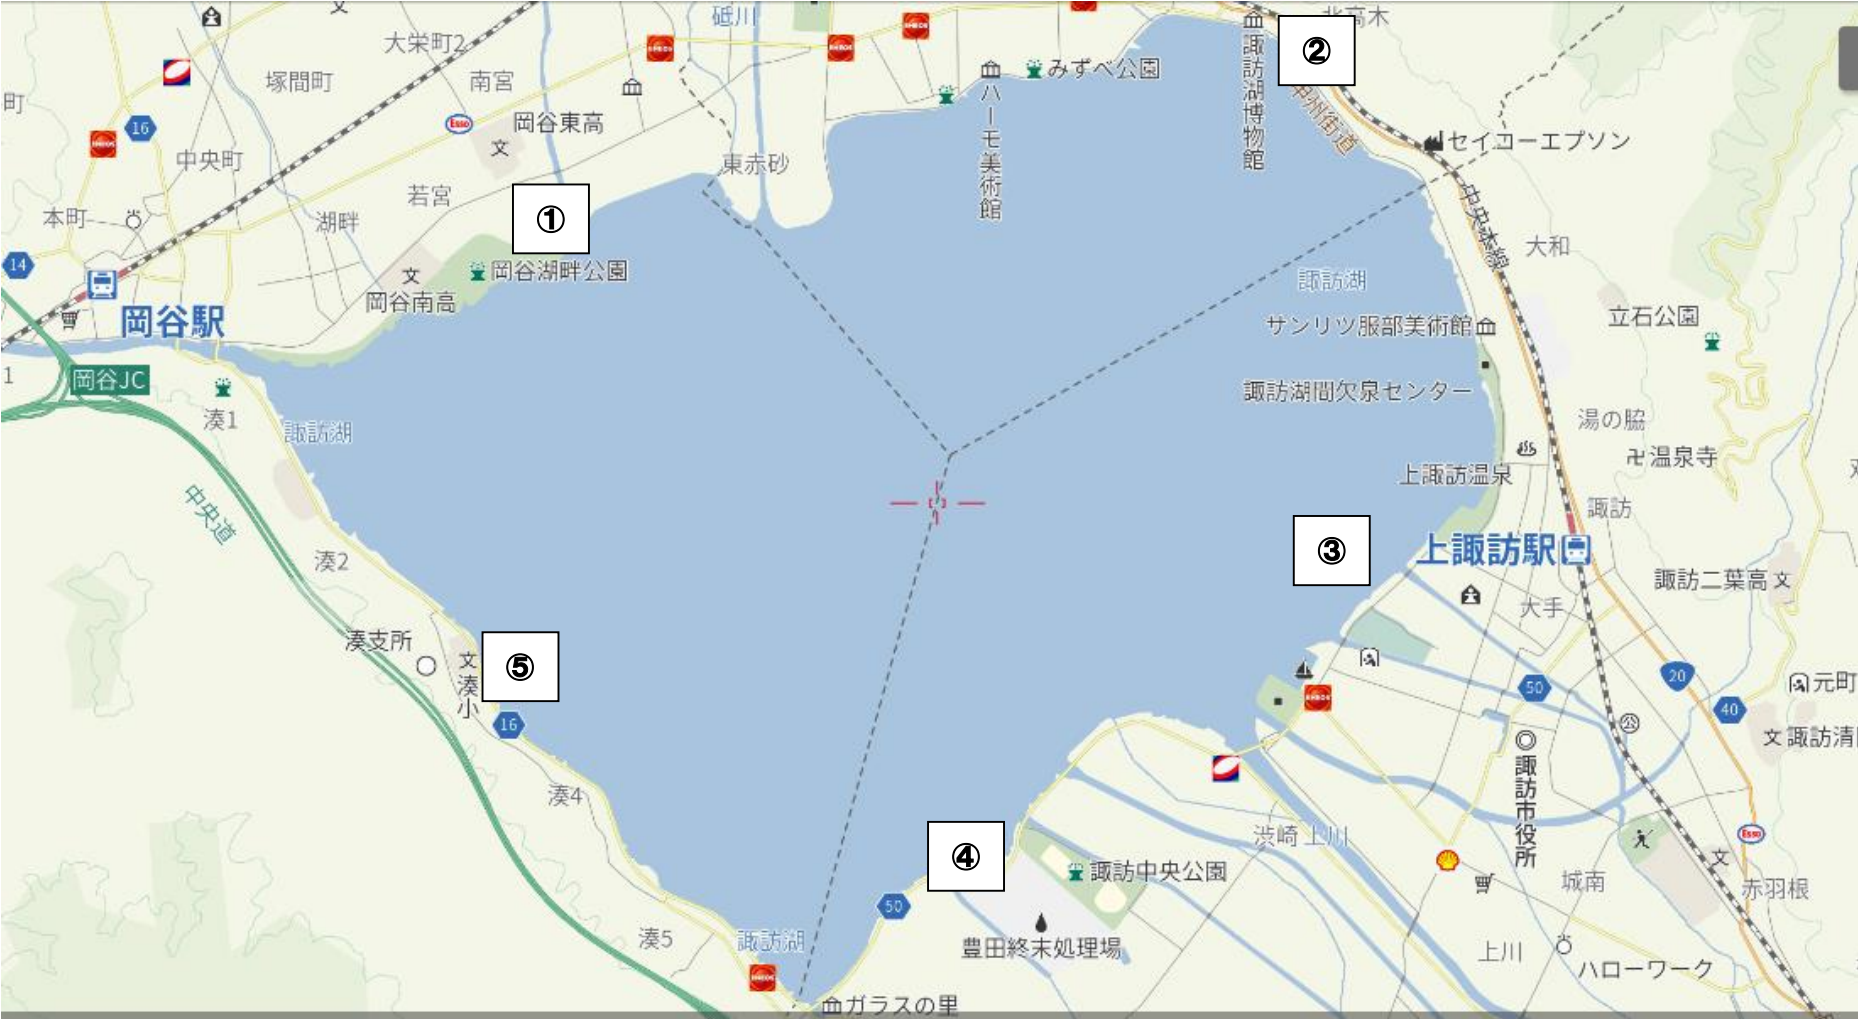 北高木
砥川
大栄町2
塚間町
南宮
町
16
中央町
岡谷東高
Esso
ENEOS
ENEOS
ENEOS
ENEOS
みずべ公園
ハーモ美術館
諏訪湖博物館
②
甲州街道
セイコーエプソン
中央本線
東赤砂
若宮
本町
湖畔
①
14
岡谷湖畔公園
岡谷南高
岡谷駅
岡谷JC
1
湊1
諏訪湖
諏訪湖
大和
サンリツ服部美術館
立石公園
諏訪湖間欠泉センター
湯の脇
温泉寺
上諏訪温泉
諏訪
中央道
湊2
③
上諏訪駅
諏訪二葉高
大手
湊支所
湊小
⑤
16
50
20
40
元町
ENEOS
諏訪市役所
諏訪清
湊4
渋崎
上川
④
諏訪中央公園
50
Esso
城南
赤羽根
湊5
諏訪湖
豊田終末処理場
上川
ハローワーク
ENEOS
ガラスの里